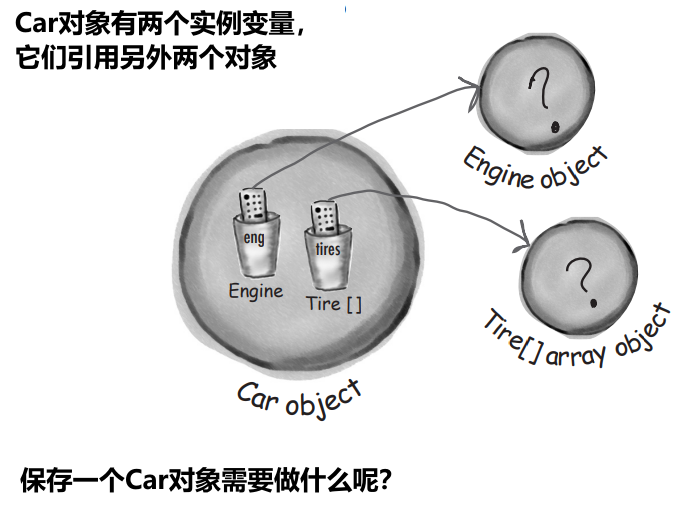 Car对象有两个实例变量，
它们引用另外两个对象
?
Engine object
eng
tires
Engine
Tire []
?
Tire[] array object
Car object
保存一个Car对象需要做什么呢?